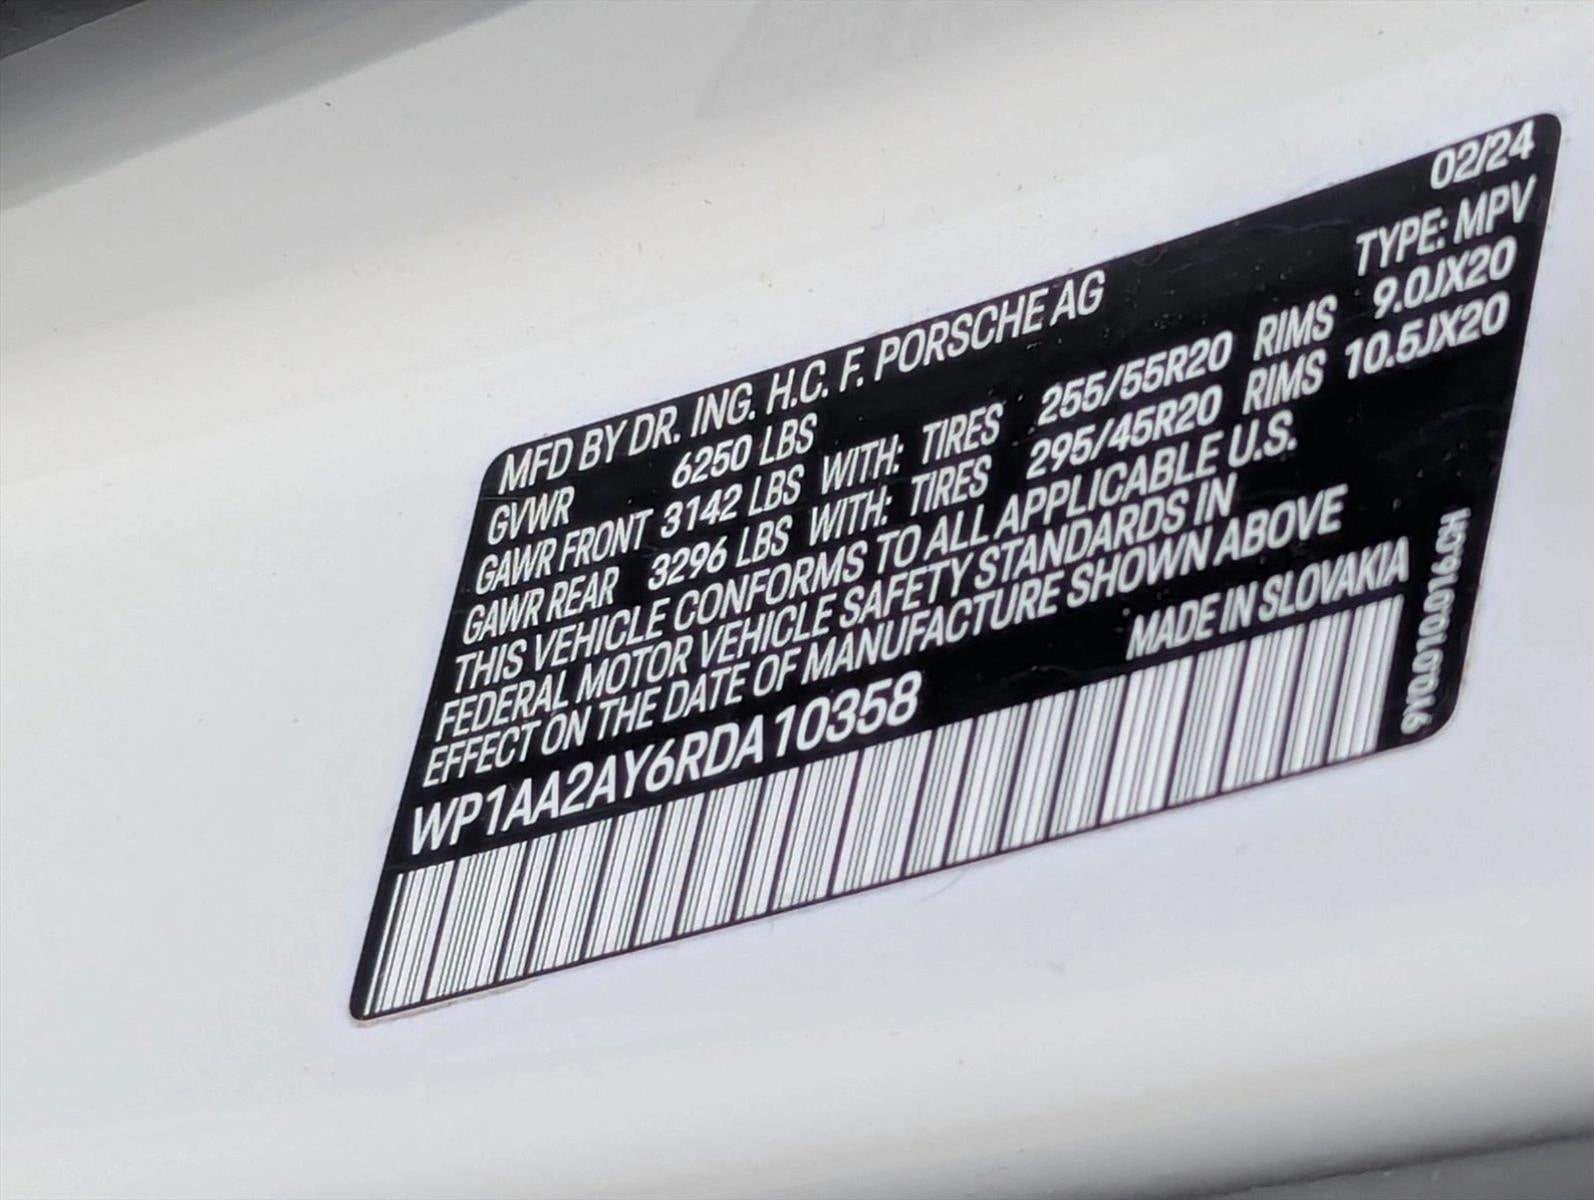 02/24
MFD BY DR. ING. H.C. F. PORSCHE AG TYPE: MPV
GVWR 6250 LBS
GAWR FRONT 3142 LBS WITH: TIRES 255/55R20 RIMS 9.0JX20
GAWR REAR 3296 LBS WITH: TIRES 295/45R20 RIMS 10.5JX20
THIS VEHICLE CONFORMS TO ALL APPLICABLE U.S.
FEDERAL MOTOR VEHICLE SAFETY STANDARDS IN
EFFECT ON THE DATE OF MANUFACTURE SHOWN ABOVE
MADE IN SLOVAKIA
WP1AA2AY6RDA10358
9Y0.010.016.CH